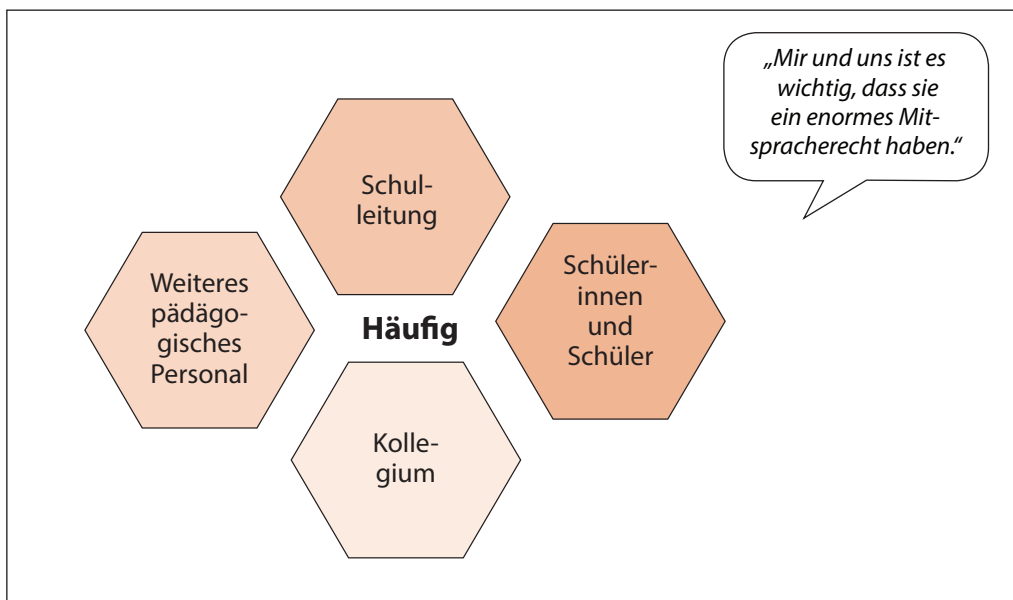 „Mir und uns ist es
wichtig, dass sie
ein enormes Mit-
spracherecht haben.“
Schul-
leitung
Weiteres
pädago-
gisches
Personal
Häufig
Schüler-
innen
und
Schüler
Kolle-
gium